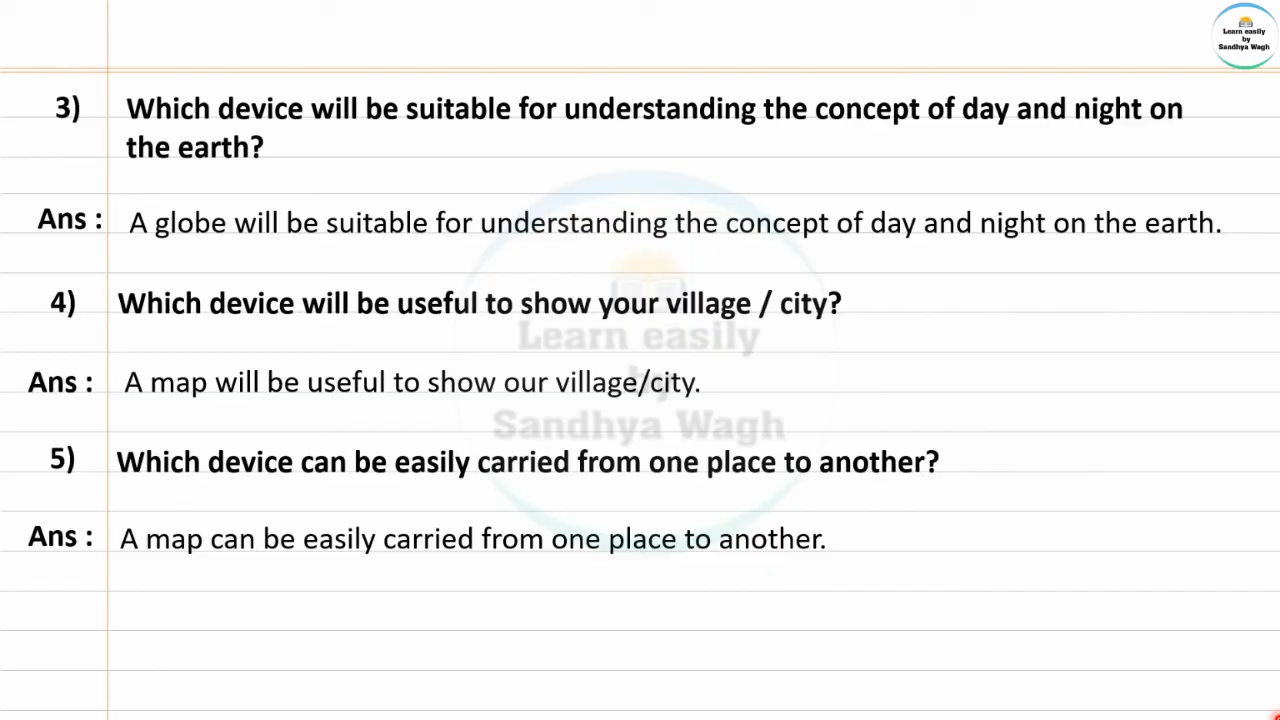 Learn easily
by
Sandhya Wagh
3) Which device will be suitable for understanding the concept of day and night on
the earth?
Ans : A globe will be suitable for understanding the concept of day and night on the earth.
4) Which device will be useful to show your village / city?
Learn easily
Ans : A map will be useful to show our village/city.
by
Sandhya Wagh
5) Which device can be easily carried from one place to another?
Ans : A map can be easily carried from one place to another.